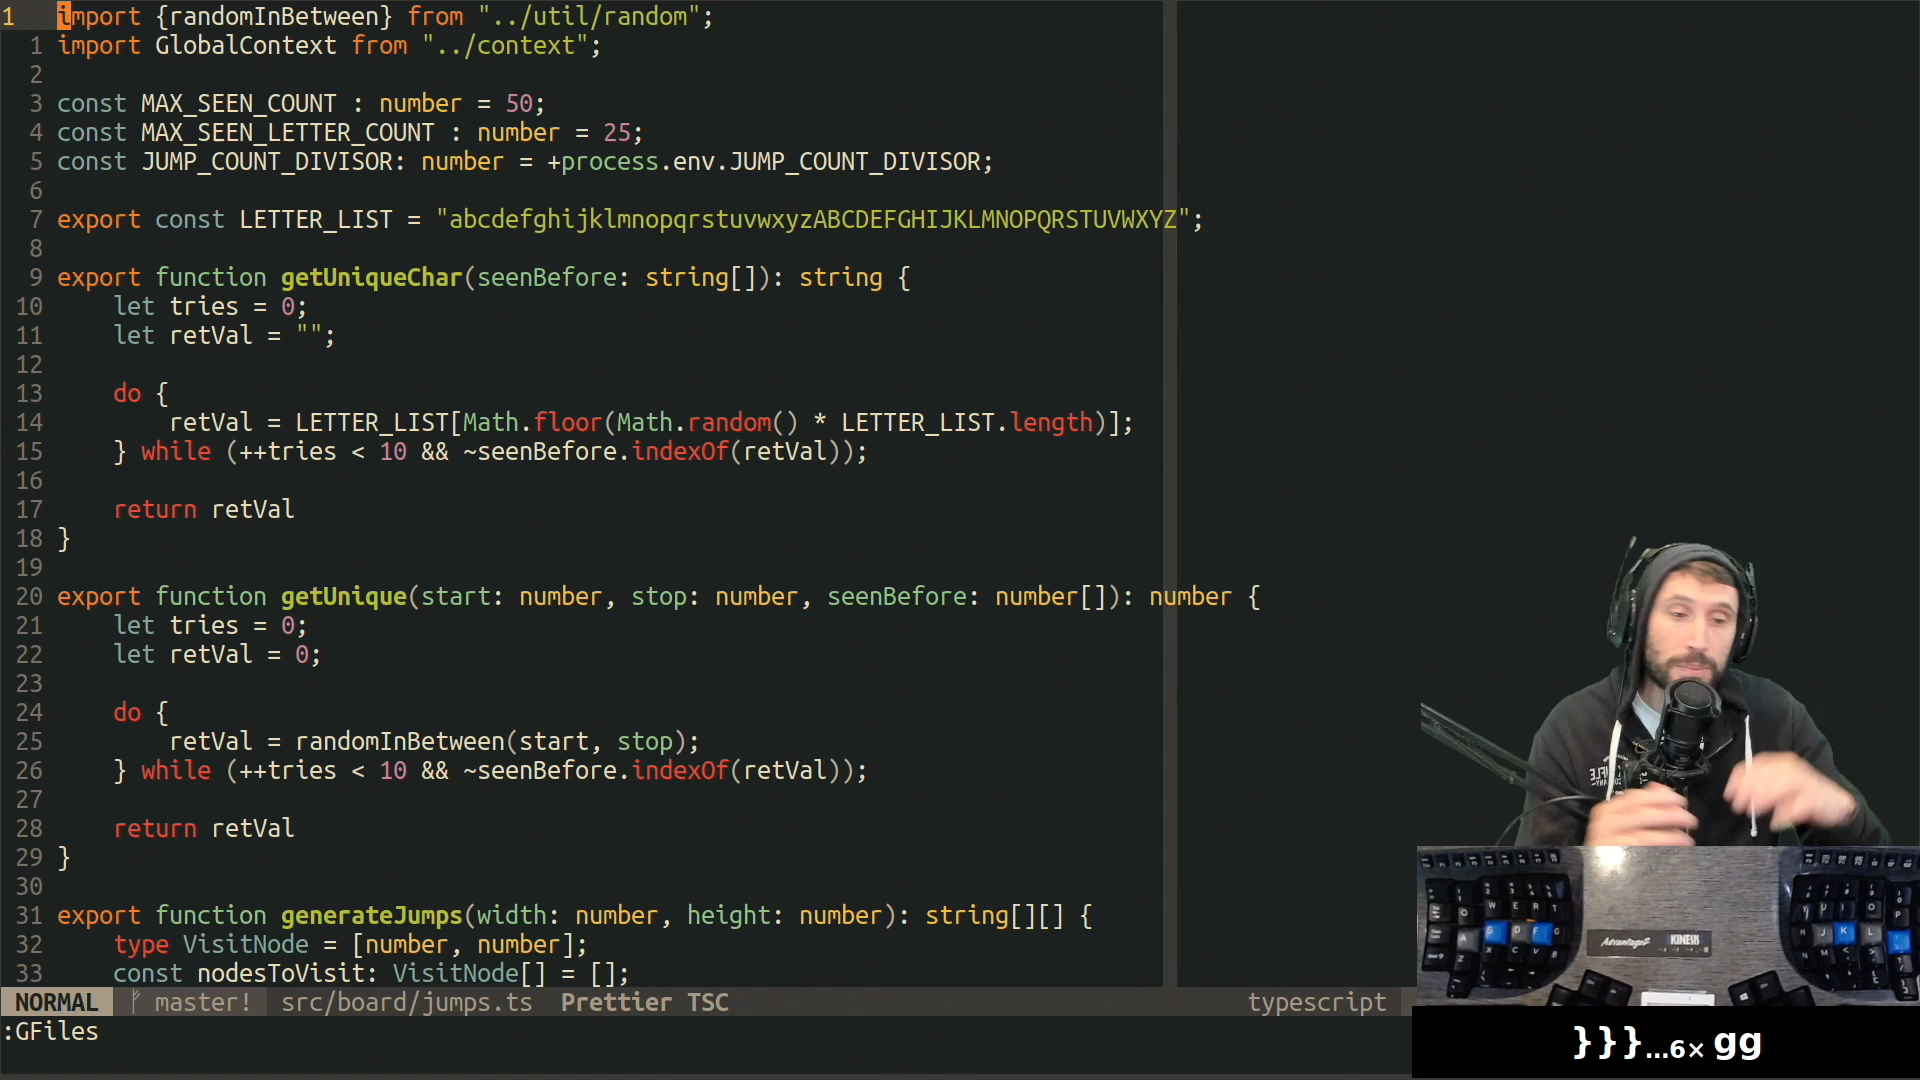 1 import {randomInBetween} from "../util/random";
1 import GlobalContext from "../context";
2
3 const MAX_SEEN_COUNT : number = 50;
4 const MAX_SEEN_LETTER_COUNT : number = 25;
5 const JUMP_COUNT_DIVISOR: number = +process.env.JUMP_COUNT_DIVISOR;
6
7 export const LETTER_LIST = "abcdefghijklmnopqrstuvwxyzABCDEFGHIJKLMNOPQRSTUVWXYZ";
8
9 export function getUniqueChar(seenBefore: string[]): string {
10     let tries = 0;
11     let retVal = "";
12
13     do {
14         retVal = LETTER_LIST[Math.floor(Math.random() * LETTER_LIST.length)];
15     } while (++tries < 10 && ~seenBefore.indexOf(retVal));
16
17     return retVal
18 }
19
20 export function getUnique(start: number, stop: number, seenBefore: number[]): number {
21     let tries = 0;
22     let retVal = 0;
23
24     do {
25         retVal = randomInBetween(start, stop);
26     } while (++tries < 10 && ~seenBefore.indexOf(retVal));
27
28     return retVal
29 }
30
31 export function generateJumps(width: number, height: number): string[][] {
32     type VisitNode = [number, number];
33     const nodesToVisit: VisitNode[] = [];
NORMAL master! src/board/jumps.ts Prettier TSC typescript
:GFiles
Advantage2 KINESIS
}}}...6× gg